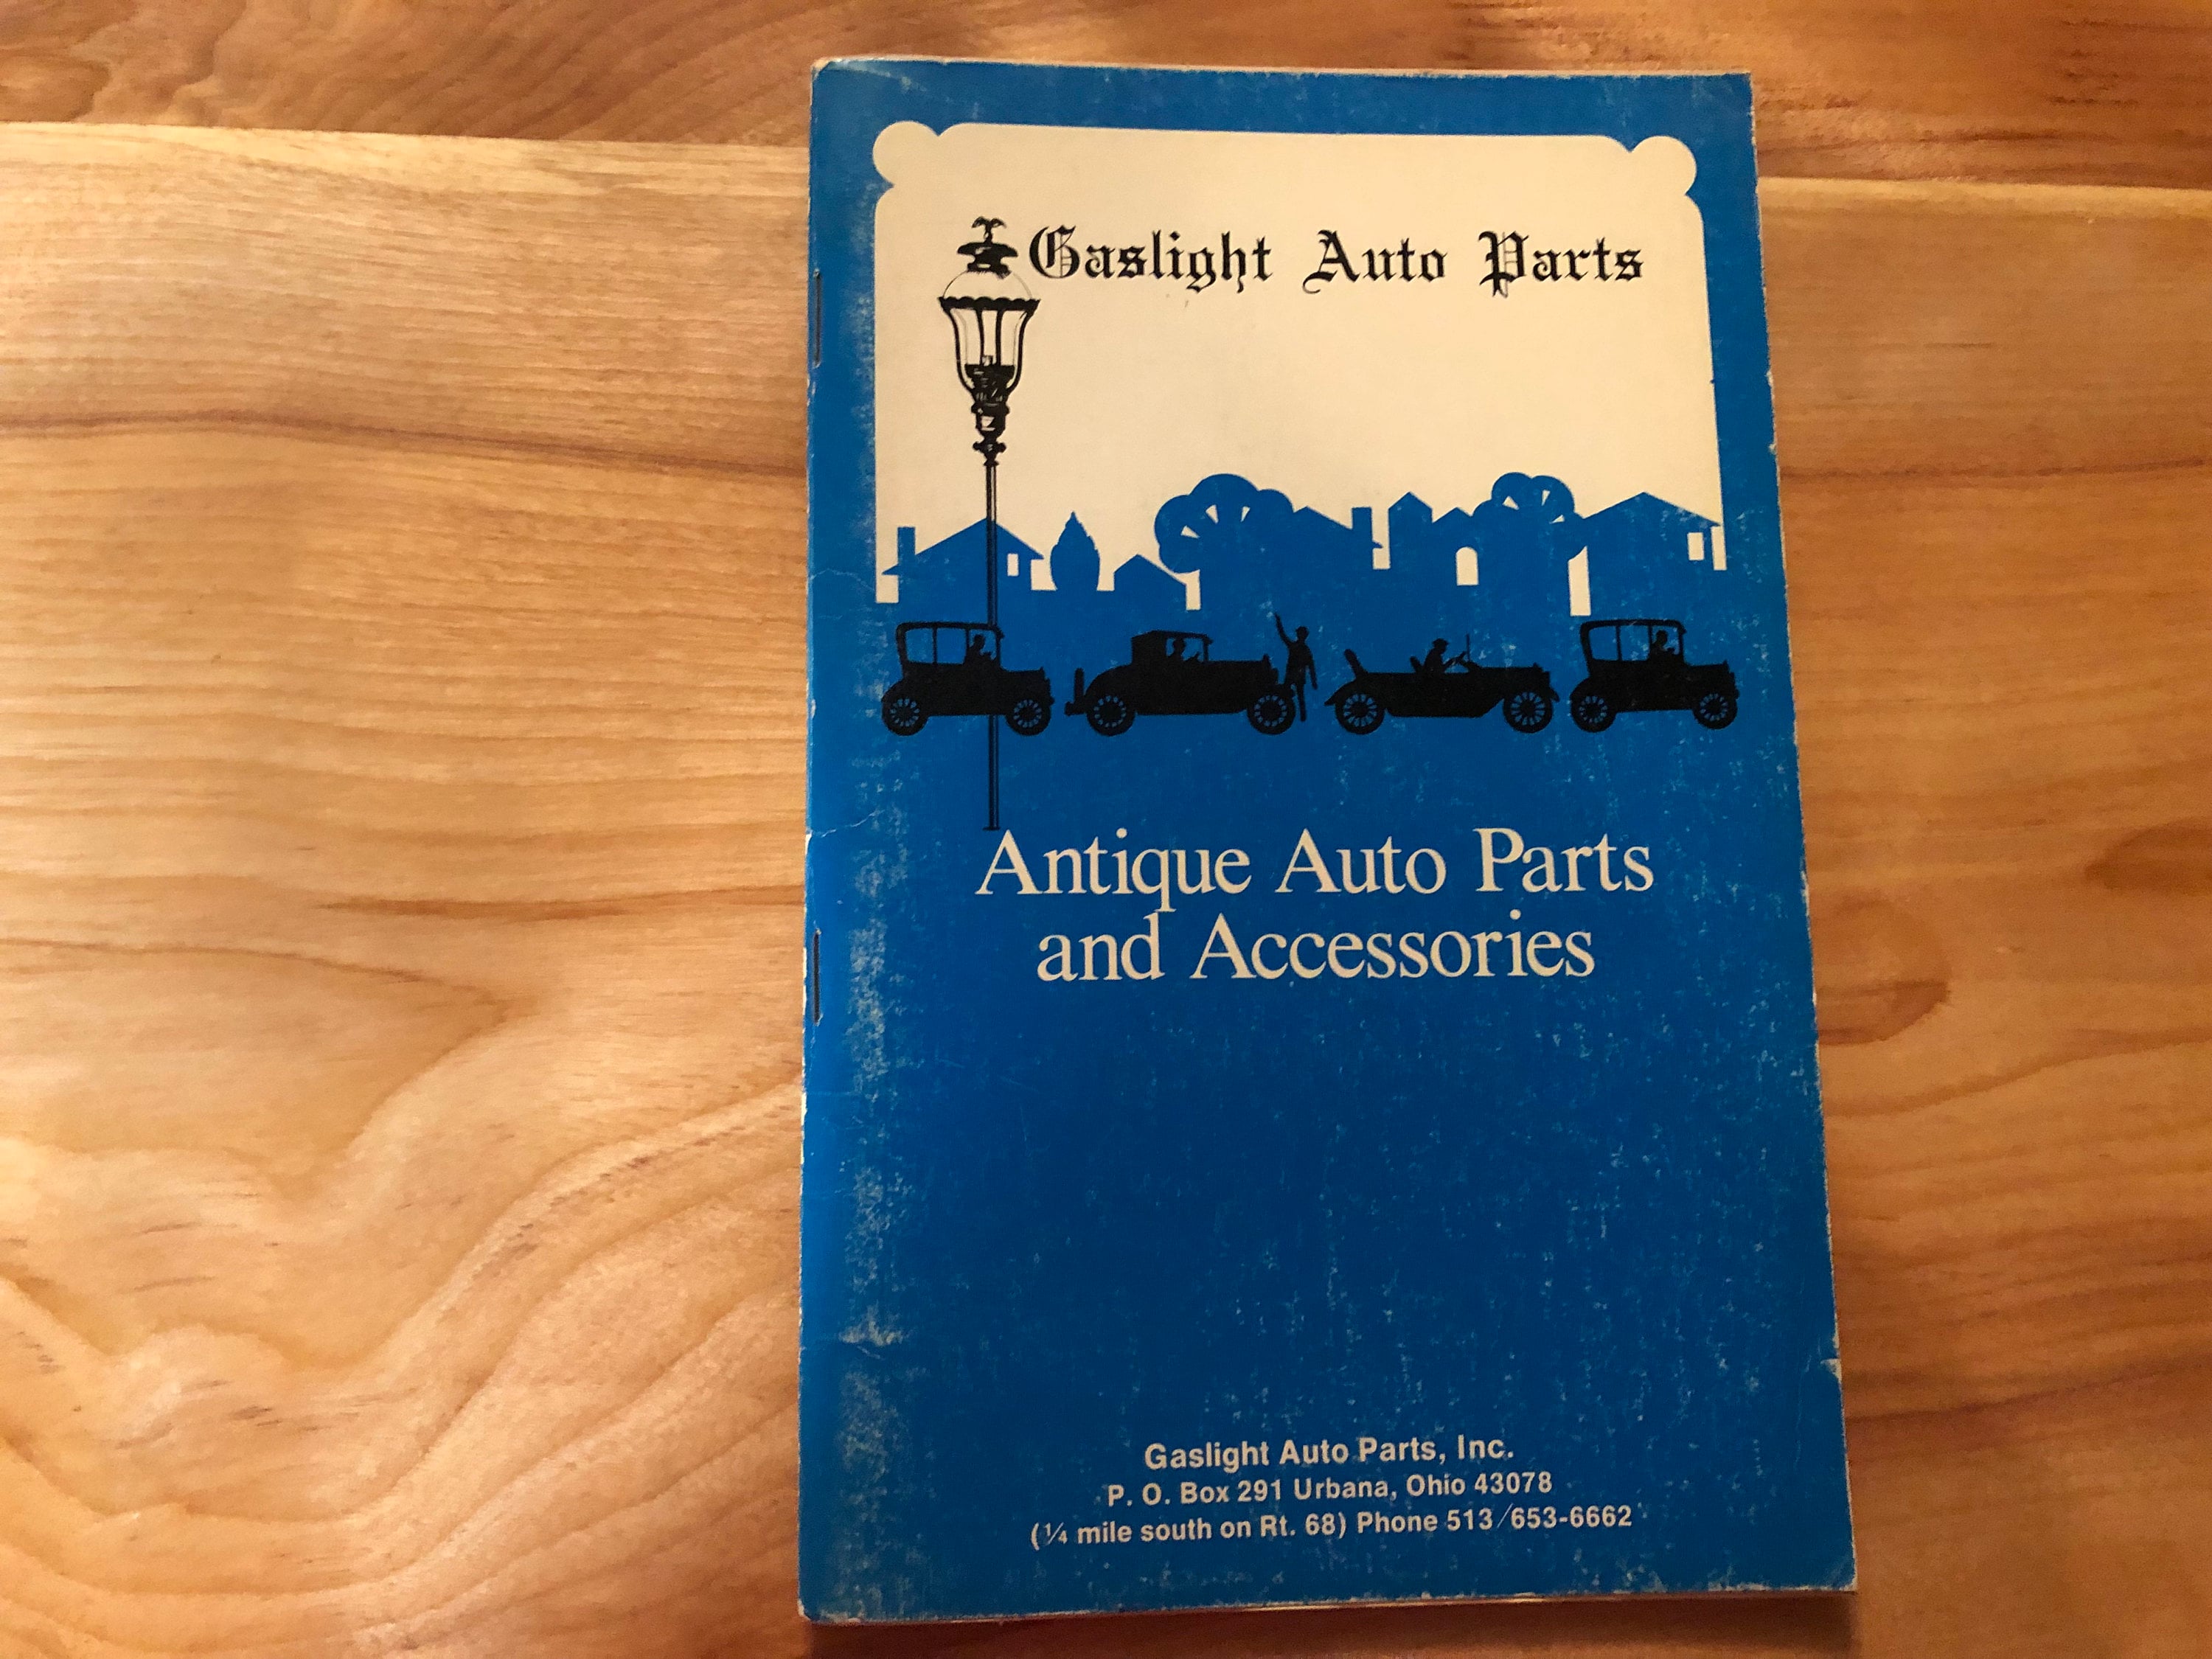 Gaslight Auto Parts
Antique Auto Parts
and Accessories
Gaslight Auto Parts, Inc.
P. O. Box 291 Urbana, Ohio 43078
(¼ mile south on Rt. 68) Phone 513/653-6662